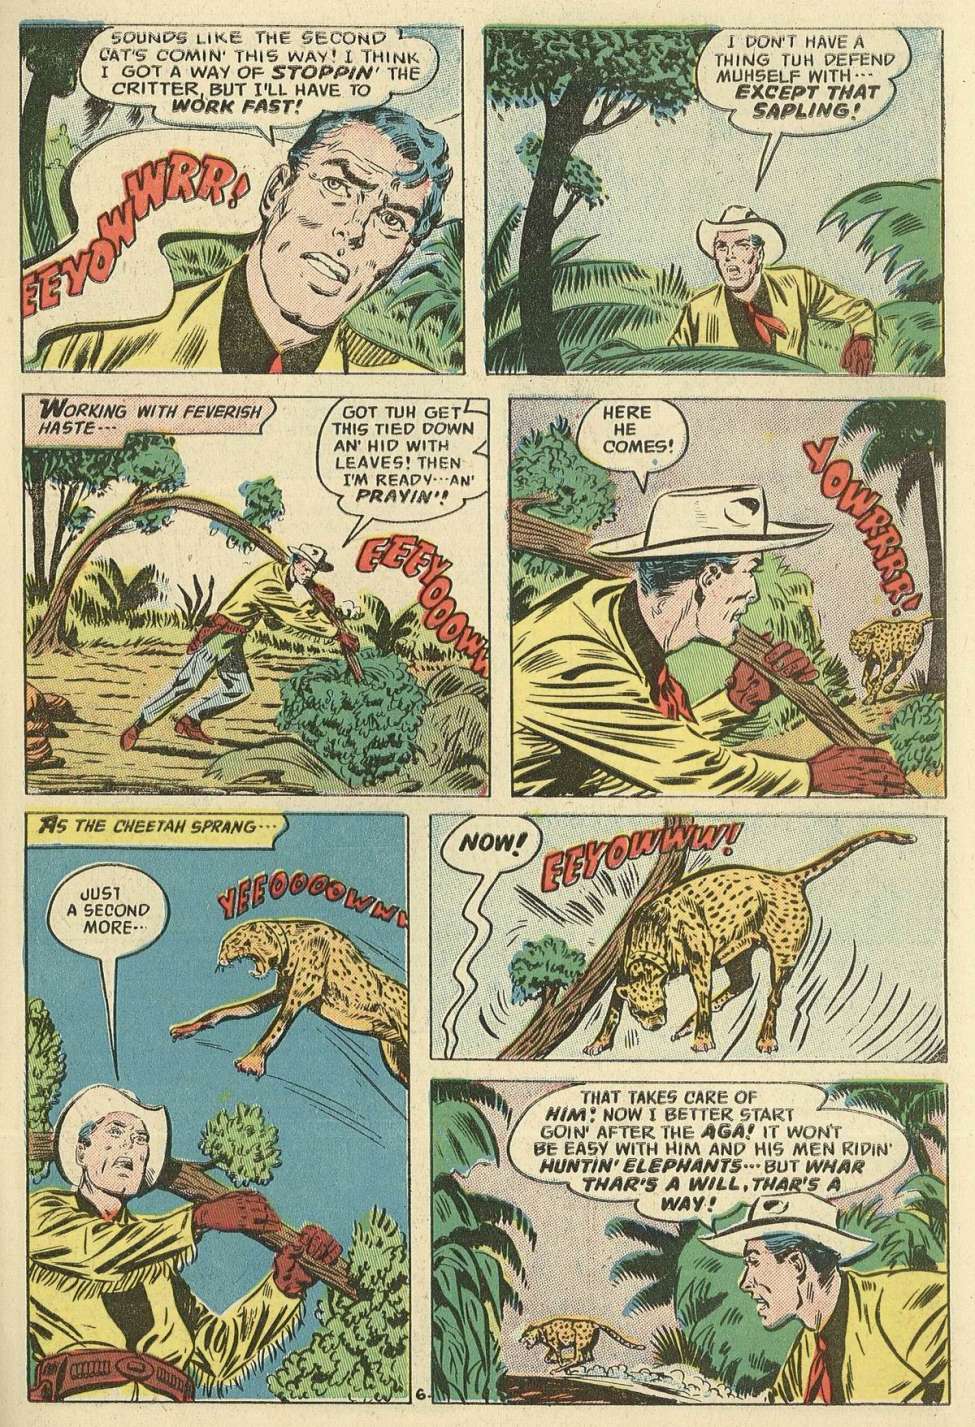 SOUNDS LIKE THE SECOND
CAT'S COMIN' THIS WAY! I THINK
I GOT A WAY OF STOPPIN' THE
CRITTER, BUT I'LL HAVE TO
WORK FAST!
EEYOWWWRR!
I DON'T HAVE A
THING TUH DEFEND
MUHSELF WITH---
EXCEPT THAT
SAPLING!
WORKING WITH FEVERISH
HASTE---
GOT TUH GET
THIS TIED DOWN
AN' HID WITH
LEAVES! THEN
I'M READY---AN'
PRAYIN'!
EEEYOOOOWW
HERE
HE
COMES!
YOWRRRR!
AS THE CHEETAH SPRANG---
JUST
A SECOND
MORE--
YEEOOOOWWW
NOW!
EEYOWWW!
THAT TAKES CARE OF
HIM! NOW I BETTER START
GOIN' AFTER THE AGA! IT WON'T
BE EASY WITH HIM AND HIS MEN RIDIN'
HUNTIN' ELEPHANTS---BUT WHAR
THAR'S A WILL, THAR'S A
WAY!
6-